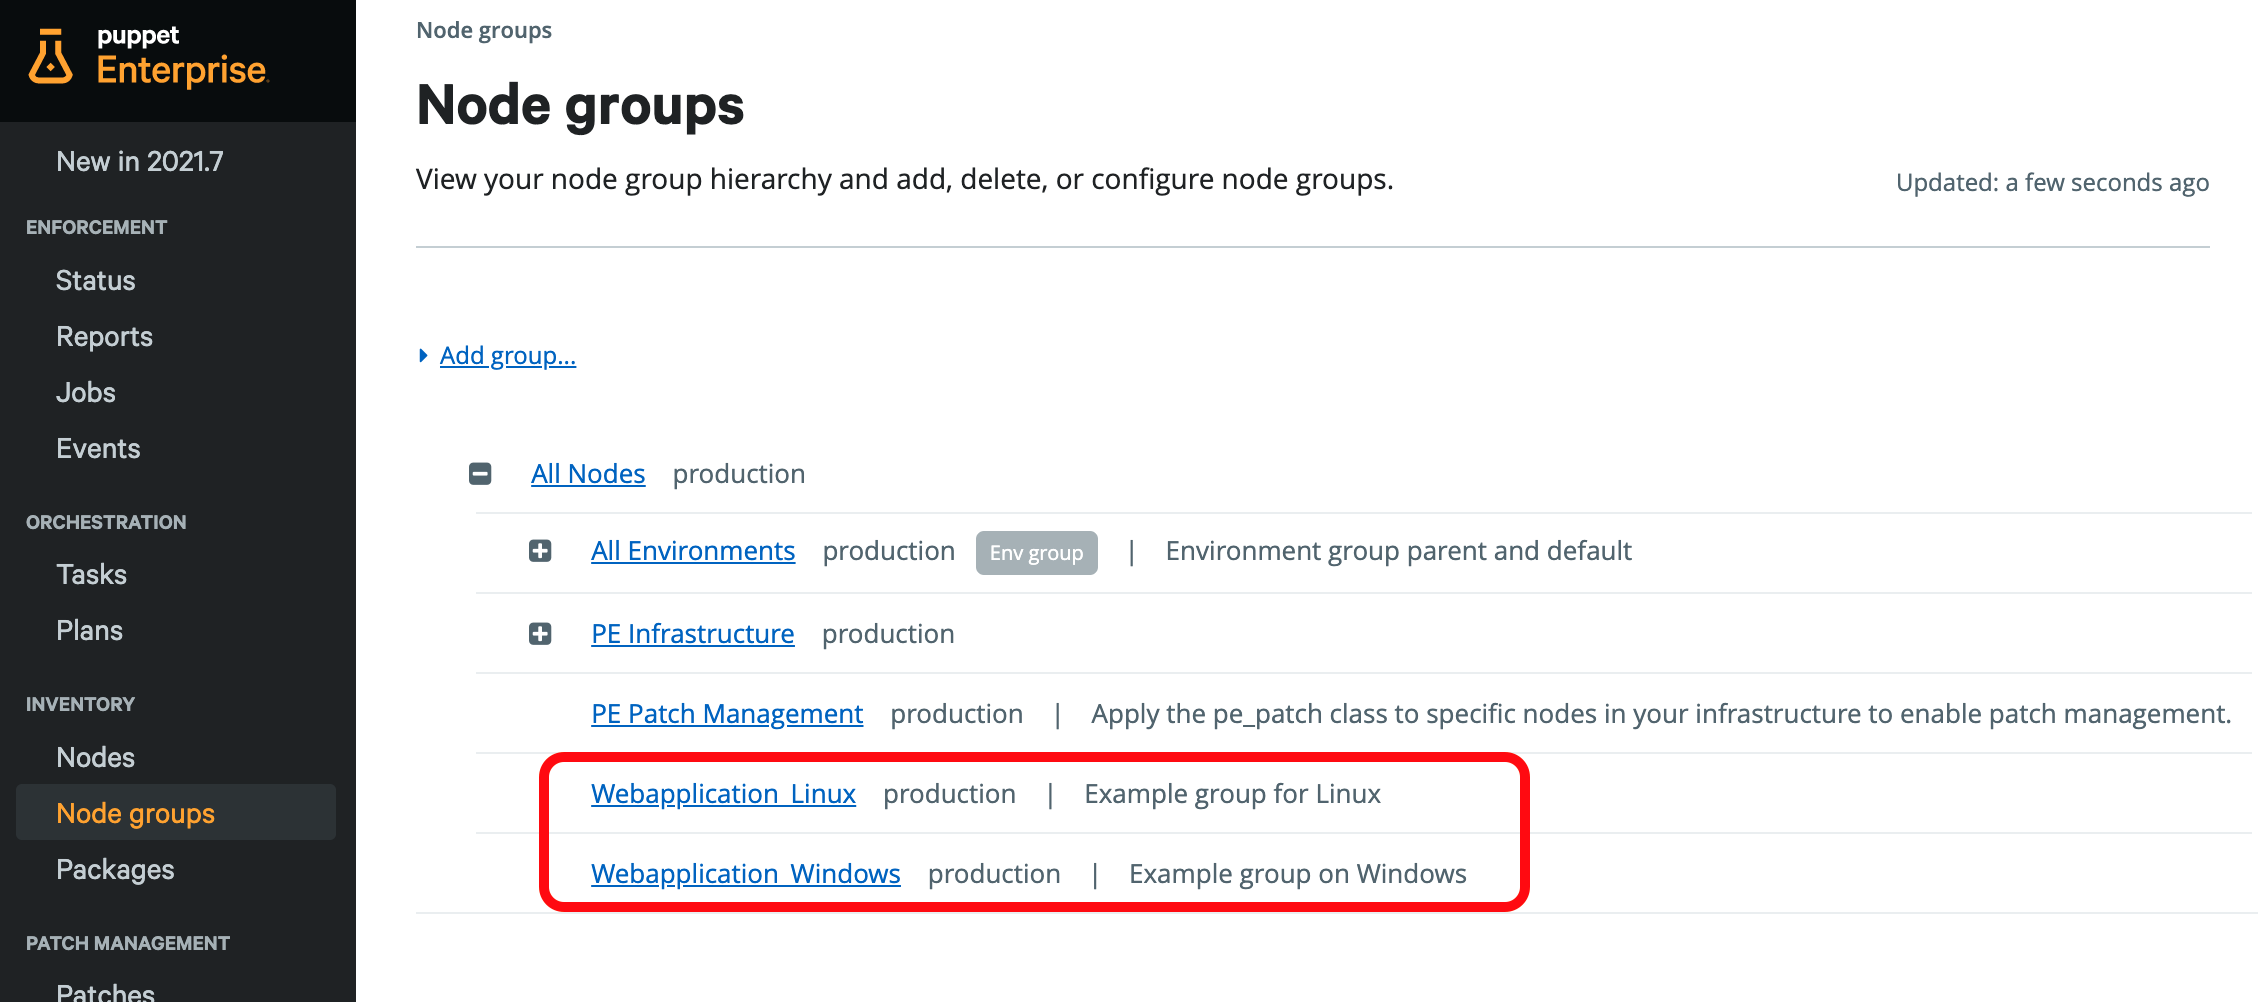 puppet
Enterprise
New in 2021.7
ENFORCEMENT
Status
Reports
Jobs
Events
ORCHESTRATION
Tasks
Plans
INVENTORY
Nodes
Node groups
Packages
PATCH MANAGEMENT
Patches
Node groups
Node groups
View your node group hierarchy and add, delete, or configure node groups.
Updated: a few seconds ago
Add group...
All Nodes production
All Environments production Env group | Environment group parent and default
PE Infrastructure production
PE Patch Management production | Apply the pe_patch class to specific nodes in your infrastructure to enable patch management.
Webapplication_Linux production | Example group for Linux
Webapplication_Windows production | Example group on Windows